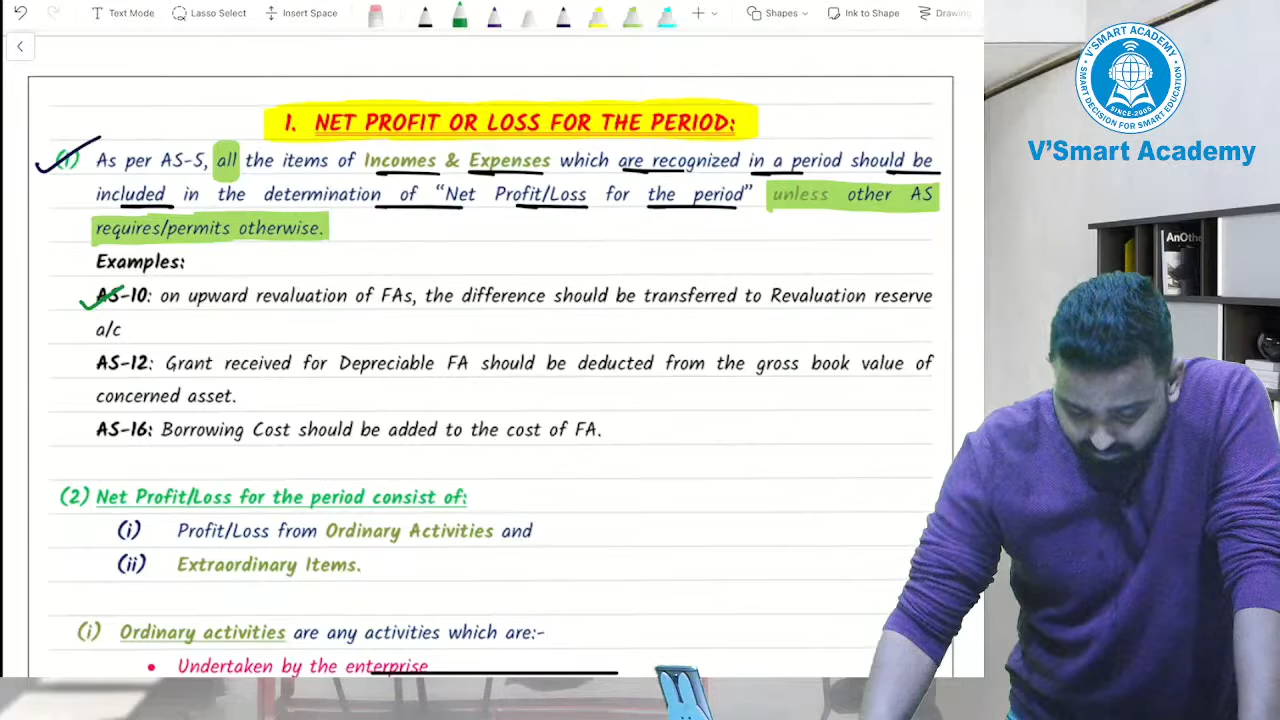 Text Mode
Lasso Select
Insert Space
Shapes
Ink to Shape
Drawing
1. NET PROFIT OR LOSS FOR THE PERIOD:
(1) As per AS-5, all the items of Incomes & Expenses which are recognized in a period should be
included in the determination of “Net Profit/Loss for the period” unless other AS
requires/permits otherwise.
Examples:
AS-10: on upward revaluation of FAs, the difference should be transferred to Revaluation reserve
a/c
AS-12: Grant received for Depreciable FA should be deducted from the gross book value of
concerned asset.
AS-16: Borrowing Cost should be added to the cost of FA.
(2) Net Profit/Loss for the period consist of:
(i) Profit/Loss from Ordinary Activities and
(ii) Extraordinary Items.
(i) Ordinary activities are any activities which are:-
• Undertaken by the enterprise
V'SMART ACADEMY
SINCE-2005
SMART DECISION FOR SMART EDUCATION
V'Smart Academy
AnOthe